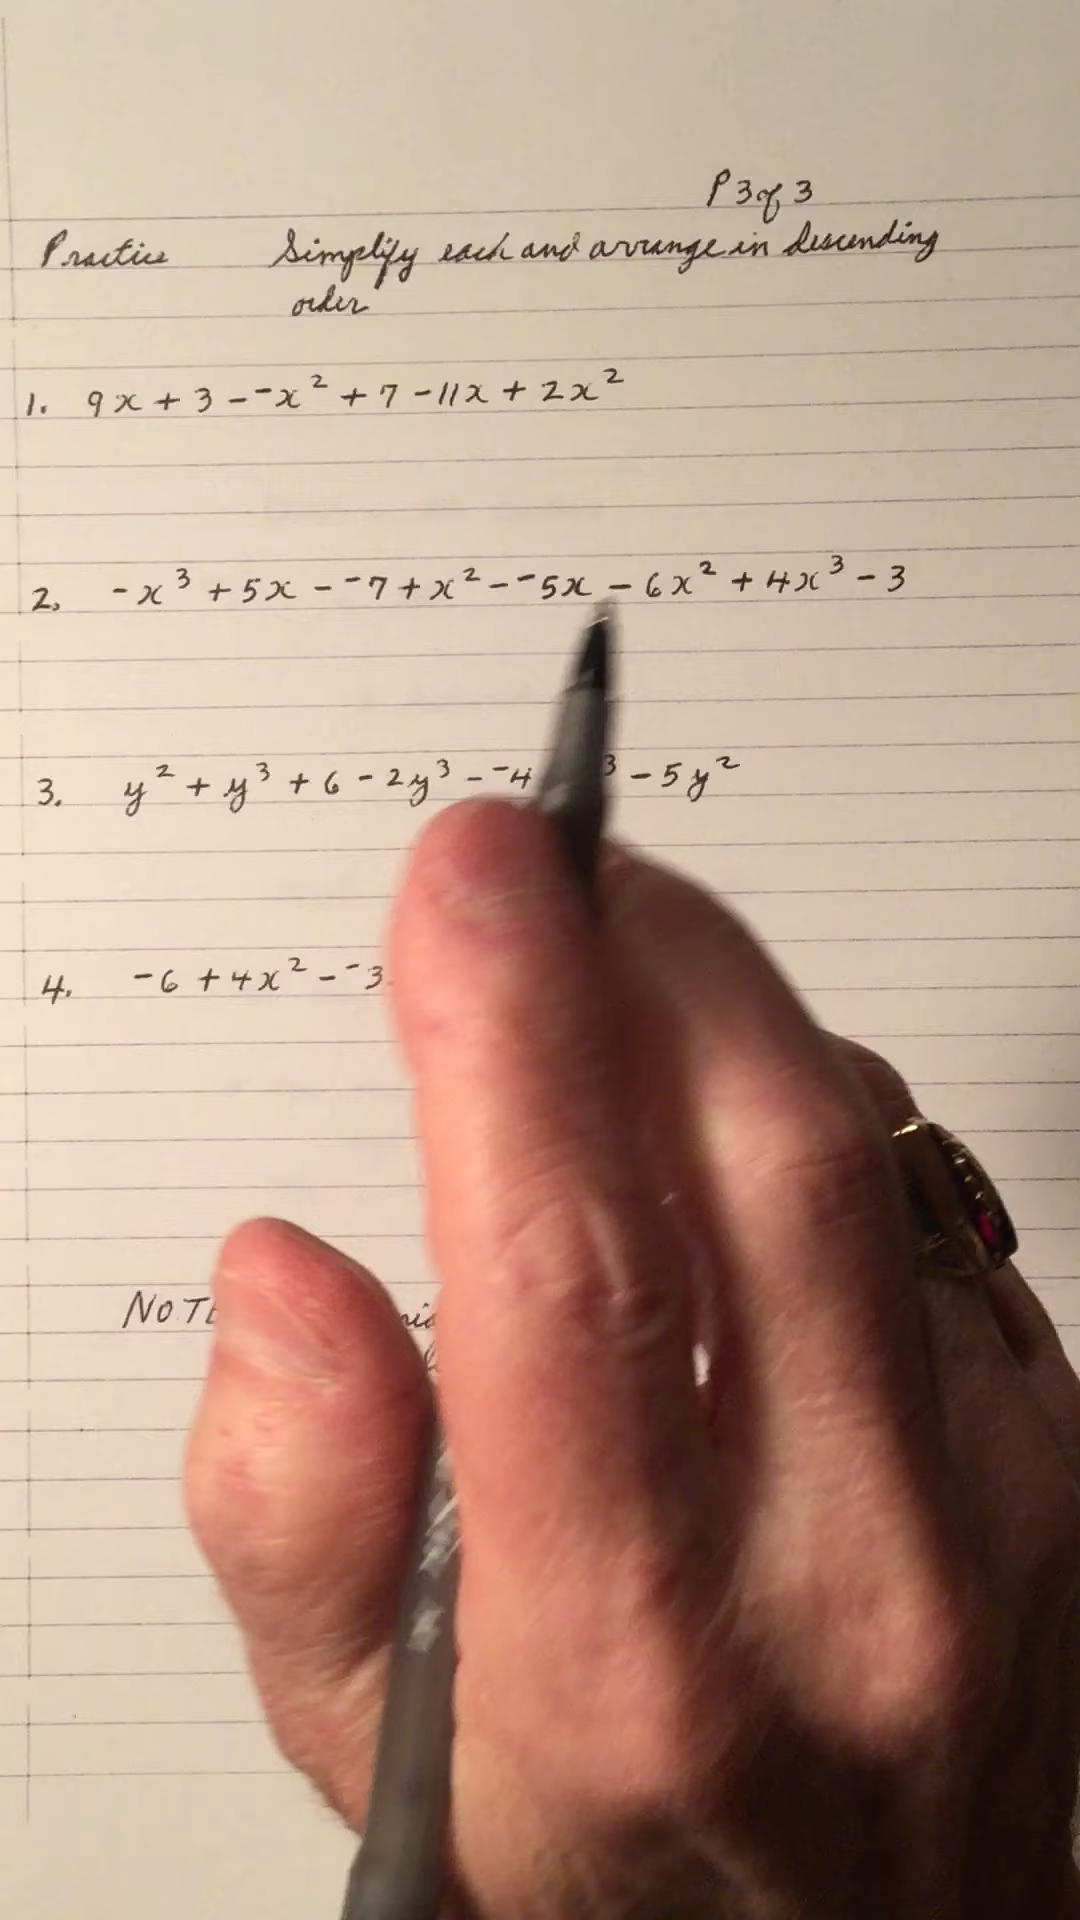 P 3 of 3
Practice Simplify each and arrange in descending
order
1. 9x + 3 - ⁻x² + 7 - 11x + 2x²
2. -x³ + 5x - ⁻7 + x² - ⁻5x - 6x² + 4x³ - 3
3. y² + y³ + 6 - 2y³ - ⁻4 ³ - 5y²
4. ⁻6 + 4x² - ⁻3